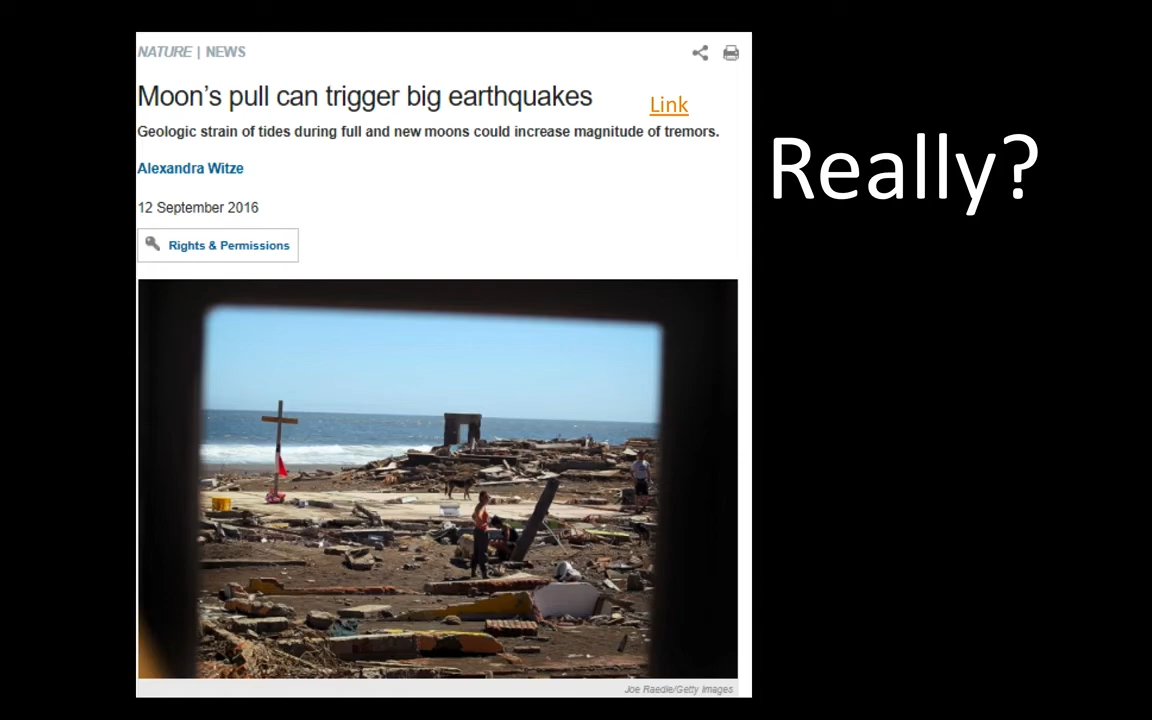 NATURE | NEWS
Moon's pull can trigger big earthquakes
Link
Geologic strain of tides during full and new moons could increase magnitude of tremors.
Really?
Alexandra Witze
12 September 2016
Rights & Permissions
Joe Raedle/Getty Images